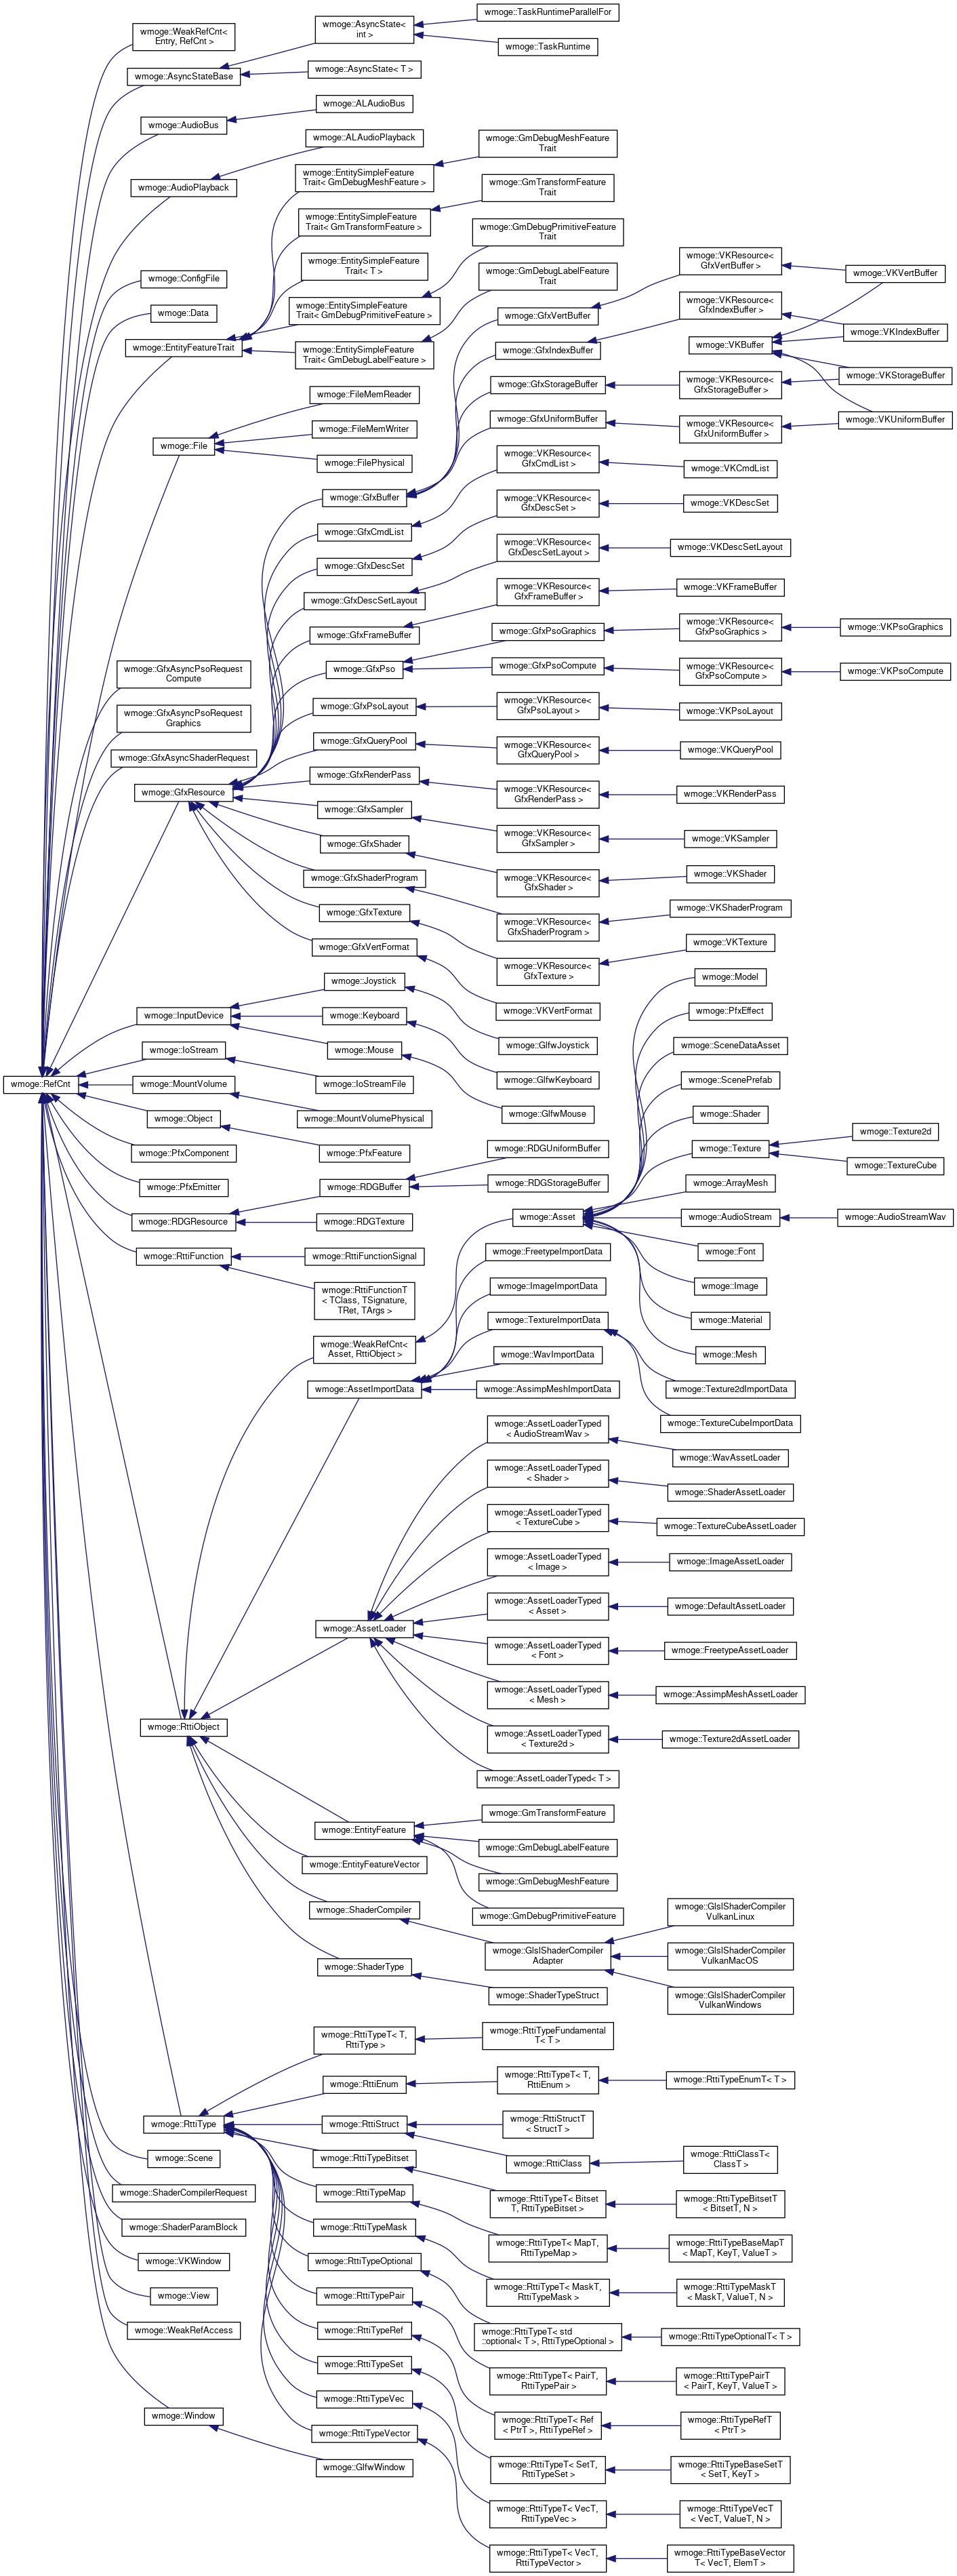 wmoge::RefCnt
wmoge::WeakRefCnt<
Entry, RefCnt >
wmoge::AsyncStateBase
wmoge::AudioBus
wmoge::AudioPlayback
wmoge::ConfigFile
wmoge::Data
wmoge::EntityFeatureTrait
wmoge::File
wmoge::GfxAsyncPsoRequest
Compute
wmoge::GfxAsyncPsoRequest
Graphics
wmoge::GfxAsyncShaderRequest
wmoge::GfxResource
wmoge::InputDevice
wmoge::IoStream
wmoge::MountVolume
wmoge::Object
wmoge::PfxComponent
wmoge::PfxEmitter
wmoge::RDGResource
wmoge::RttiFunction
wmoge::RttiObject
wmoge::RttiType
wmoge::Scene
wmoge::ShaderCompilerRequest
wmoge::ShaderParamBlock
wmoge::VKWindow
wmoge::View
wmoge::WeakRefAccess
wmoge::Window
wmoge::AsyncState<
int >
wmoge::AsyncState< T >
wmoge::ALAudioBus
wmoge::ALAudioPlayback
wmoge::EntitySimpleFeature
Trait< GmDebugMeshFeature >
wmoge::EntitySimpleFeature
Trait< GmTransformFeature >
wmoge::EntitySimpleFeature
Trait< T >
wmoge::EntitySimpleFeature
Trait< GmDebugPrimitiveFeature >
wmoge::EntitySimpleFeature
Trait< GmDebugLabelFeature >
wmoge::FileMemReader
wmoge::FileMemWriter
wmoge::FilePhysical
wmoge::GfxBuffer
wmoge::GfxCmdList
wmoge::GfxDescSet
wmoge::GfxDescSetLayout
wmoge::GfxFrameBuffer
wmoge::GfxPso
wmoge::GfxPsoLayout
wmoge::GfxQueryPool
wmoge::GfxRenderPass
wmoge::GfxSampler
wmoge::GfxShader
wmoge::GfxShaderProgram
wmoge::GfxTexture
wmoge::GfxVertFormat
wmoge::Joystick
wmoge::Keyboard
wmoge::Mouse
wmoge::IoStreamFile
wmoge::MountVolumePhysical
wmoge::PfxFeature
wmoge::RDGBuffer
wmoge::RDGTexture
wmoge::RttiFunctionSignal
wmoge::RttiFunctionT
< TClass, TSignature,
TRet, TArgs >
wmoge::WeakRefCnt<
Asset, RttiObject >
wmoge::AssetImportData
wmoge::AssetLoader
wmoge::EntityFeature
wmoge::EntityFeatureVector
wmoge::ShaderCompiler
wmoge::ShaderType
wmoge::RttiTypeT< T,
RttiType >
wmoge::RttiEnum
wmoge::RttiStruct
wmoge::RttiTypeBitset
wmoge::RttiTypeMap
wmoge::RttiTypeMask
wmoge::RttiTypeOptional
wmoge::RttiTypePair
wmoge::RttiTypeRef
wmoge::RttiTypeSet
wmoge::RttiTypeVec
wmoge::RttiTypeVector
wmoge::GlfwWindow
wmoge::TaskRuntimeParallelFor
wmoge::TaskRuntime
wmoge::GmDebugMeshFeature
Trait
wmoge::GmTransformFeature
Trait
wmoge::GmDebugPrimitiveFeature
Trait
wmoge::GmDebugLabelFeature
Trait
wmoge::GfxVertBuffer
wmoge::GfxIndexBuffer
wmoge::GfxStorageBuffer
wmoge::GfxUniformBuffer
wmoge::VKResource<
GfxCmdList >
wmoge::VKResource<
GfxDescSet >
wmoge::VKResource<
GfxDescSetLayout >
wmoge::VKResource<
GfxFrameBuffer >
wmoge::GfxPsoGraphics
wmoge::GfxPsoCompute
wmoge::VKResource<
GfxPsoLayout >
wmoge::VKResource<
GfxQueryPool >
wmoge::VKResource<
GfxRenderPass >
wmoge::VKResource<
GfxSampler >
wmoge::VKResource<
GfxShader >
wmoge::VKResource<
GfxShaderProgram >
wmoge::VKResource<
GfxTexture >
wmoge::VKVertFormat
wmoge::GlfwJoystick
wmoge::GlfwKeyboard
wmoge::GlfwMouse
wmoge::RDGUniformBuffer
wmoge::RDGStorageBuffer
wmoge::Asset
wmoge::FreetypeImportData
wmoge::ImageImportData
wmoge::TextureImportData
wmoge::WavImportData
wmoge::AssimpMeshImportData
wmoge::AssetLoaderTyped
< AudioStreamWav >
wmoge::AssetLoaderTyped
< Shader >
wmoge::AssetLoaderTyped
< TextureCube >
wmoge::AssetLoaderTyped
< Image >
wmoge::AssetLoaderTyped
< Asset >
wmoge::AssetLoaderTyped
< Font >
wmoge::AssetLoaderTyped
< Mesh >
wmoge::AssetLoaderTyped
< Texture2d >
wmoge::AssetLoaderTyped< T >
wmoge::GmTransformFeature
wmoge::GmDebugLabelFeature
wmoge::GmDebugMeshFeature
wmoge::GmDebugPrimitiveFeature
wmoge::GlslShaderCompiler
Adapter
wmoge::ShaderTypeStruct
wmoge::RttiTypeFundamental
T< T >
wmoge::RttiTypeT< T,
RttiEnum >
wmoge::RttiStructT
< StructT >
wmoge::RttiClass
wmoge::RttiTypeT< Bitset
T, RttiTypeBitset >
wmoge::RttiTypeT< MapT,
RttiTypeMap >
wmoge::RttiTypeT< MaskT,
RttiTypeMask >
wmoge::RttiTypeT< std
::optional< T >, RttiTypeOptional >
wmoge::RttiTypeT< PairT,
RttiTypePair >
wmoge::RttiTypeT< Ref
< PtrT >, RttiTypeRef >
wmoge::RttiTypeT< SetT,
RttiTypeSet >
wmoge::RttiTypeT< VecT,
RttiTypeVec >
wmoge::RttiTypeT< VecT,
RttiTypeVector >
wmoge::VKResource<
GfxVertBuffer >
wmoge::VKResource<
GfxIndexBuffer >
wmoge::VKBuffer
wmoge::VKResource<
GfxStorageBuffer >
wmoge::VKResource<
GfxUniformBuffer >
wmoge::VKCmdList
wmoge::VKDescSet
wmoge::VKDescSetLayout
wmoge::VKFrameBuffer
wmoge::VKResource<
GfxPsoGraphics >
wmoge::VKResource<
GfxPsoCompute >
wmoge::VKPsoLayout
wmoge::VKQueryPool
wmoge::VKRenderPass
wmoge::VKSampler
wmoge::VKShader
wmoge::VKShaderProgram
wmoge::VKTexture
wmoge::Model
wmoge::PfxEffect
wmoge::SceneDataAsset
wmoge::ScenePrefab
wmoge::Shader
wmoge::Texture
wmoge::ArrayMesh
wmoge::AudioStream
wmoge::Font
wmoge::Image
wmoge::Material
wmoge::Mesh
wmoge::Texture2dImportData
wmoge::TextureCubeImportData
wmoge::WavAssetLoader
wmoge::ShaderAssetLoader
wmoge::TextureCubeAssetLoader
wmoge::ImageAssetLoader
wmoge::DefaultAssetLoader
wmoge::FreetypeAssetLoader
wmoge::AssimpMeshAssetLoader
wmoge::Texture2dAssetLoader
wmoge::GlslShaderCompiler
VulkanLinux
wmoge::GlslShaderCompiler
VulkanMacOS
wmoge::GlslShaderCompiler
VulkanWindows
wmoge::RttiTypeEnumT< T >
wmoge::RttiClassT<
ClassT >
wmoge::RttiTypeBitsetT
< BitsetT, N >
wmoge::RttiTypeBaseMapT
< MapT, KeyT, ValueT >
wmoge::RttiTypeMaskT
< MaskT, ValueT, N >
wmoge::RttiTypeOptionalT< T >
wmoge::RttiTypePairT
< PairT, KeyT, ValueT >
wmoge::RttiTypeRefT
< PtrT >
wmoge::RttiTypeBaseSetT
< SetT, KeyT >
wmoge::RttiTypeVecT
< VecT, ValueT, N >
wmoge::RttiTypeBaseVector
T< VecT, ElemT >
wmoge::VKVertBuffer
wmoge::VKIndexBuffer
wmoge::VKStorageBuffer
wmoge::VKUniformBuffer
wmoge::VKPsoGraphics
wmoge::VKPsoCompute
wmoge::Texture2d
wmoge::TextureCube
wmoge::AudioStreamWav